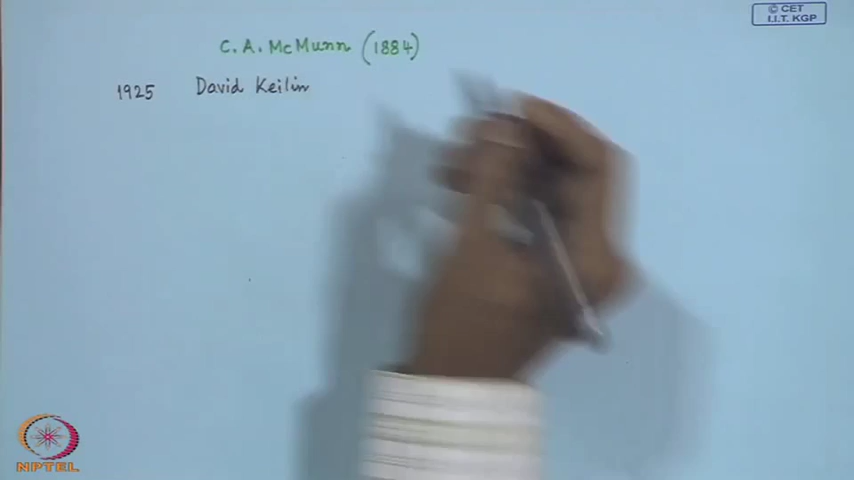 © CET
I.I.T. KGP
C. A. McMunn (1884)
1925 David Keilin
NPTEL